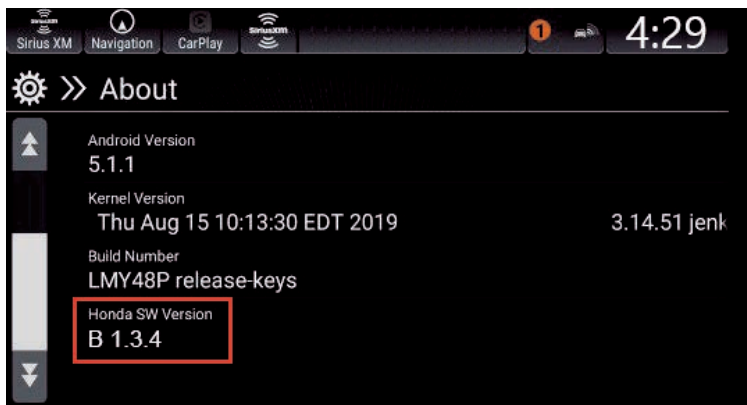 SiriusXM
Sirius XM
Navigation
CarPlay
SiriusXM
1
4:29
About
Android Version
5.1.1
Kernel Version
Thu Aug 15 10:13:30 EDT 2019 3.14.51 jenk
Build Number
LMY48P release-keys
Honda SW Version
B 1.3.4